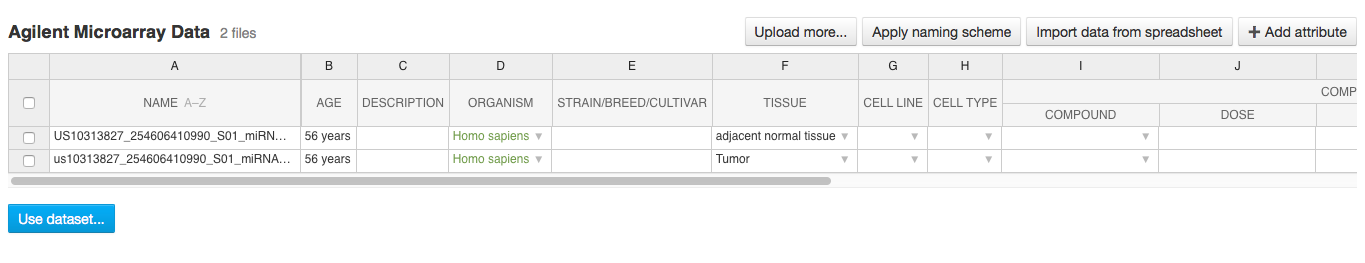 Agilent Microarray Data 2 files
Upload more... Apply naming scheme Import data from spreadsheet + Add attribute
A B C D E F G H I J
COMP
NAME A–Z AGE DESCRIPTION ORGANISM STRAIN/BREED/CULTIVAR TISSUE CELL LINE CELL TYPE
COMPOUND DOSE
US10313827_254606410990_S01_miRN... 56 years Homo sapiens adjacent normal tissue
us10313827_254606410990_S01_miRNA... 56 years Homo sapiens Tumor
Use dataset...